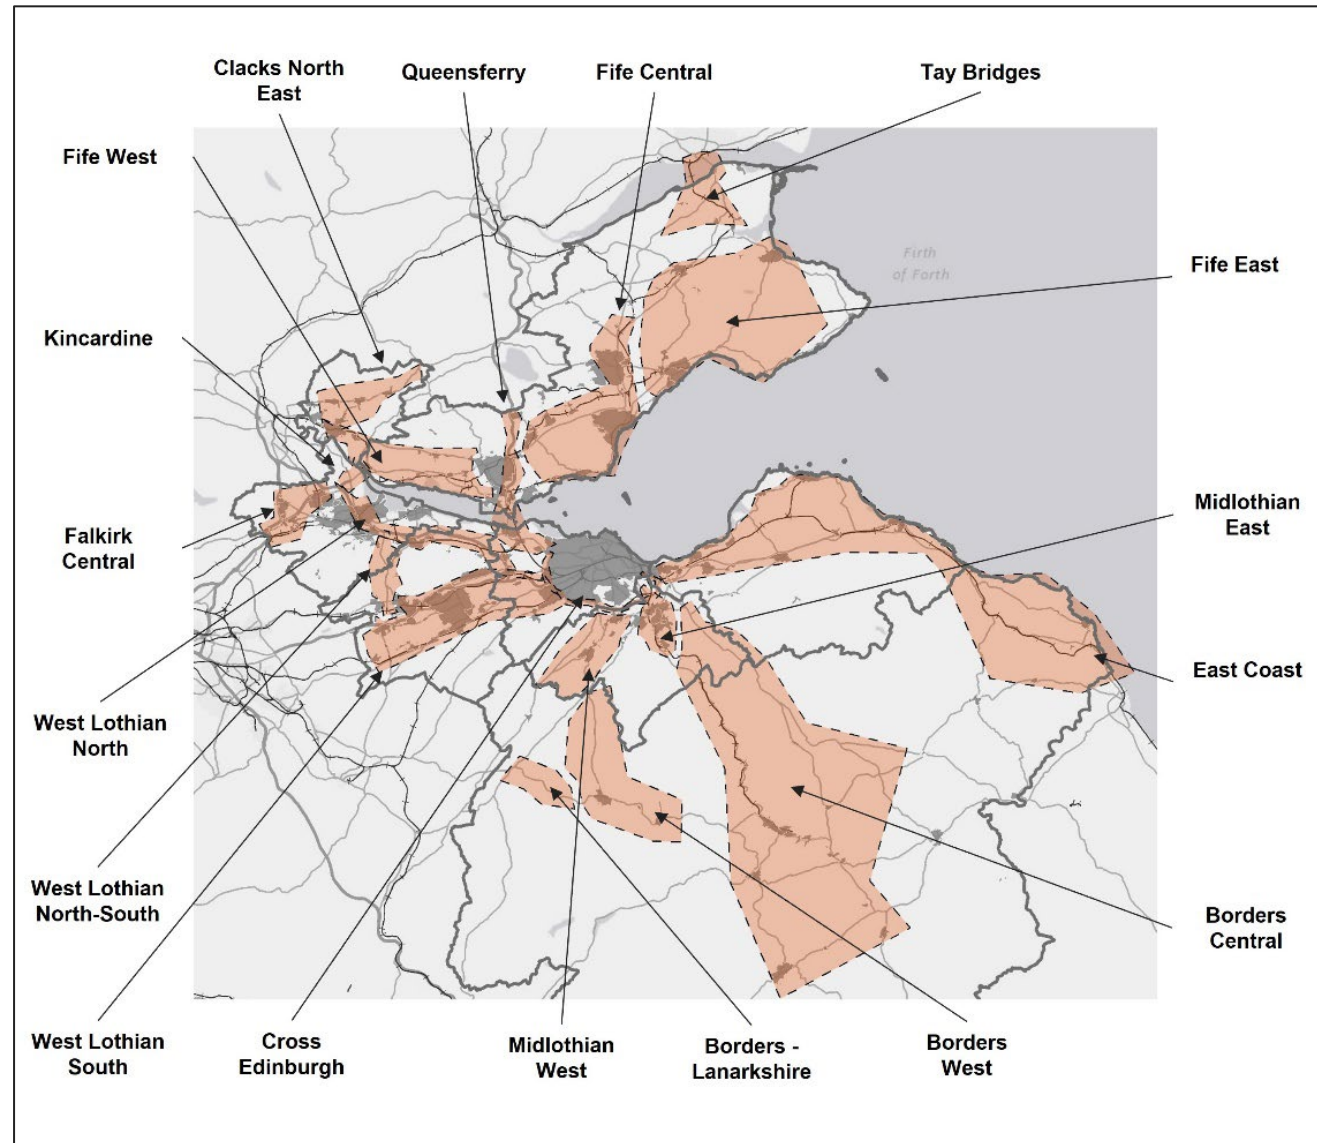 Clacks North
East
Queensferry
Fife Central
Tay Bridges
Fife West
Firth
of Forth
Fife East
Kincardine
Midlothian
East
Falkirk
Central
East Coast
West Lothian
North
West Lothian
North-South
Borders
Central
West Lothian
South
Cross
Edinburgh
Midlothian
West
Borders -
Lanarkshire
Borders
West